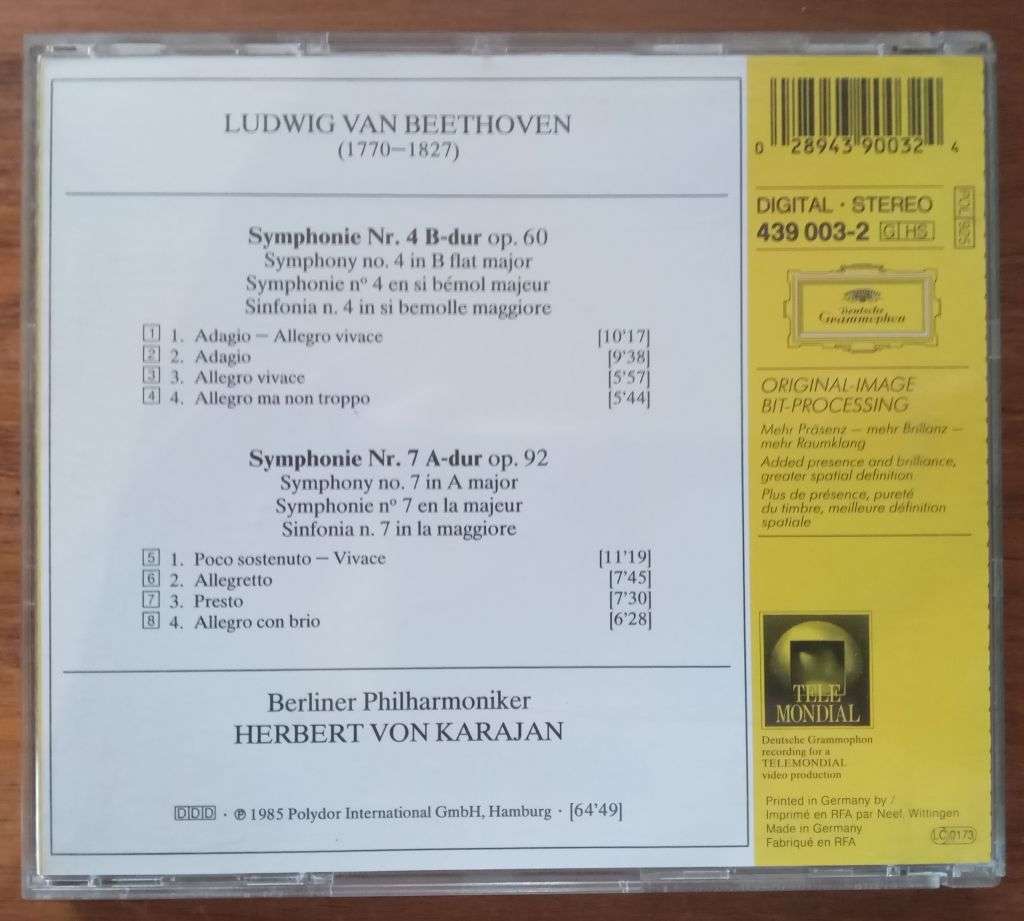 LUDWIG VAN BEETHOVEN
(1770–1827)
Symphonie Nr. 4 B-dur op. 60
Symphony no. 4 in B flat major
Symphonie nº 4 en si bémol majeur
Sinfonia n. 4 in si bemolle maggiore
1 1. Adagio – Allegro vivace [10'17]
2 2. Adagio [9'38]
3 3. Allegro vivace [5'57]
4 4. Allegro ma non troppo [5'44]
Symphonie Nr. 7 A-dur op. 92
Symphony no. 7 in A major
Symphonie nº 7 en la majeur
Sinfonia n. 7 in la maggiore
5 1. Poco sostenuto – Vivace [11'19]
6 2. Allegretto [7'45]
7 3. Presto [7'30]
8 4. Allegro con brio [6'28]
Berliner Philharmoniker
HERBERT VON KARAJAN
DDD · ℗ 1985 Polydor International GmbH, Hamburg · [64'49]
0 28943 90032 4
DIGITAL · STEREO
439 003-2 G HS
POL 925
Deutsche
Grammophon
ORIGINAL-IMAGE
BIT-PROCESSING
Mehr Präsenz – mehr Brillanz –
mehr Raumklang
Added presence and brilliance,
greater spatial definition
Plus de présence, pureté
du timbre, meilleure définition
spatiale
TELE
MONDIAL
Deutsche Grammophon
recording for a
TELEMONDIAL
video production
Printed in Germany by /
Imprimé en RFA par Neef, Wittingen
Made in Germany
Fabriqué en RFA
LC 0173